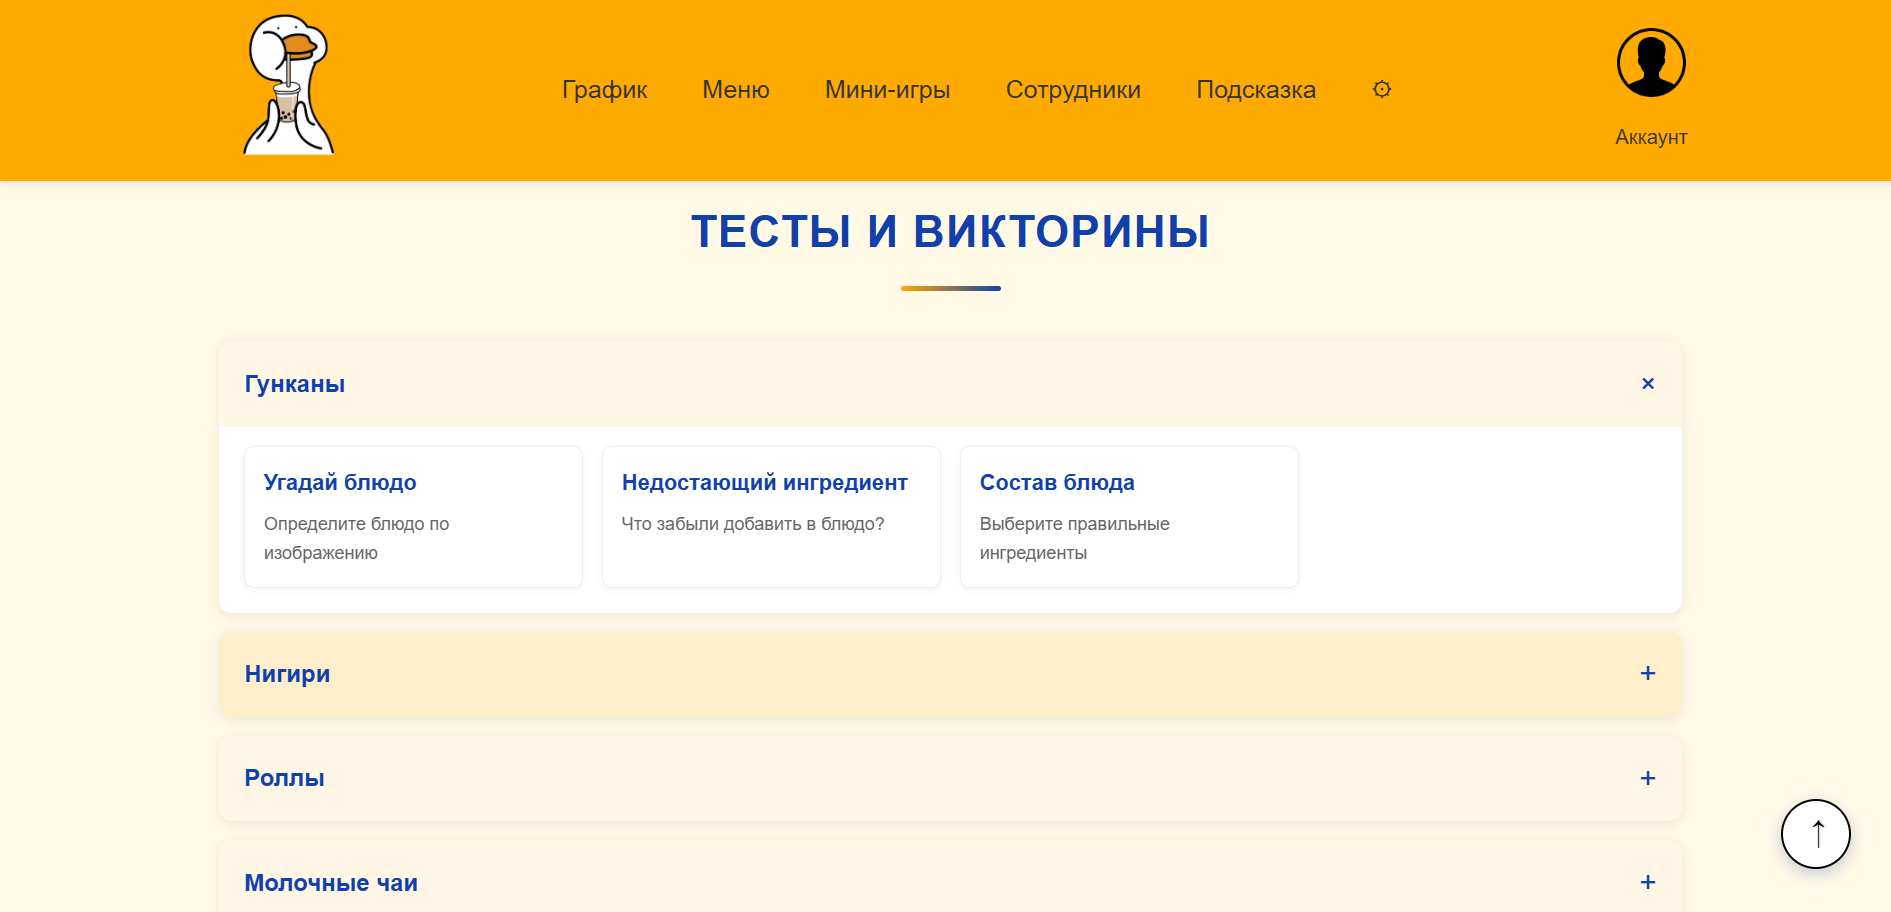 График Меню Мини-игры Сотрудники Подсказка
Аккаунт
ТЕСТЫ И ВИКТОРИНЫ
Гунканы ×
Угадай блюдо
Определите блюдо по
изображению
Недостающий ингредиент
Что забыли добавить в блюдо?
Состав блюда
Выберите правильные
ингредиенты
Нигири +
Роллы +
Молочные чаи +
↑